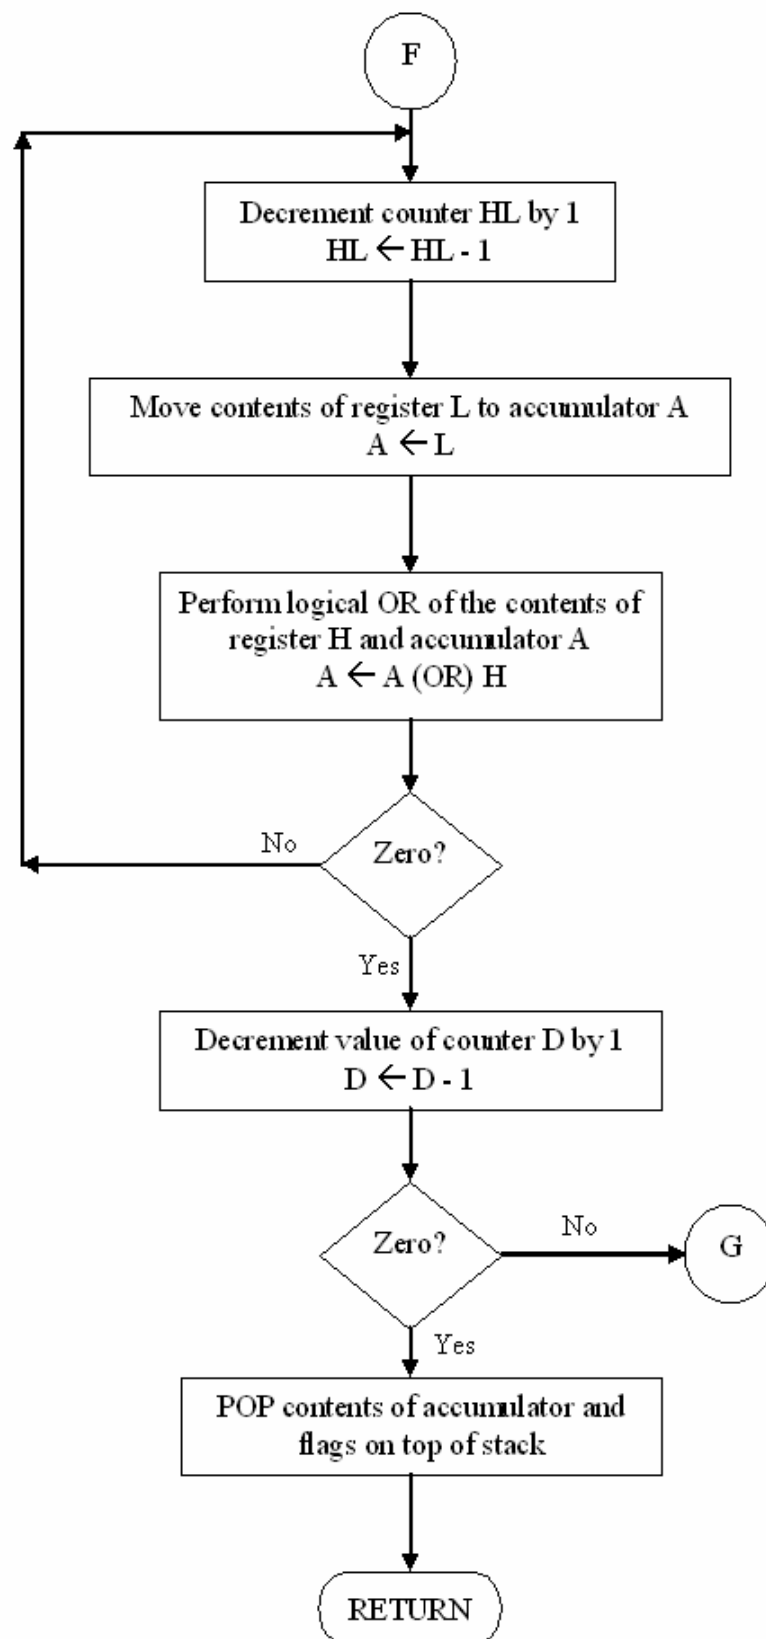 F
Decrement counter HL by 1
HL ← HL - 1
Move contents of register L to accumulator A
A ← L
Perform logical OR of the contents of
register H and accumulator A
A ← A (OR) H
Zero?
No
Yes
Decrement value of counter D by 1
D ← D - 1
Zero?
No
G
Yes
POP contents of accumulator and
flags on top of stack
RETURN